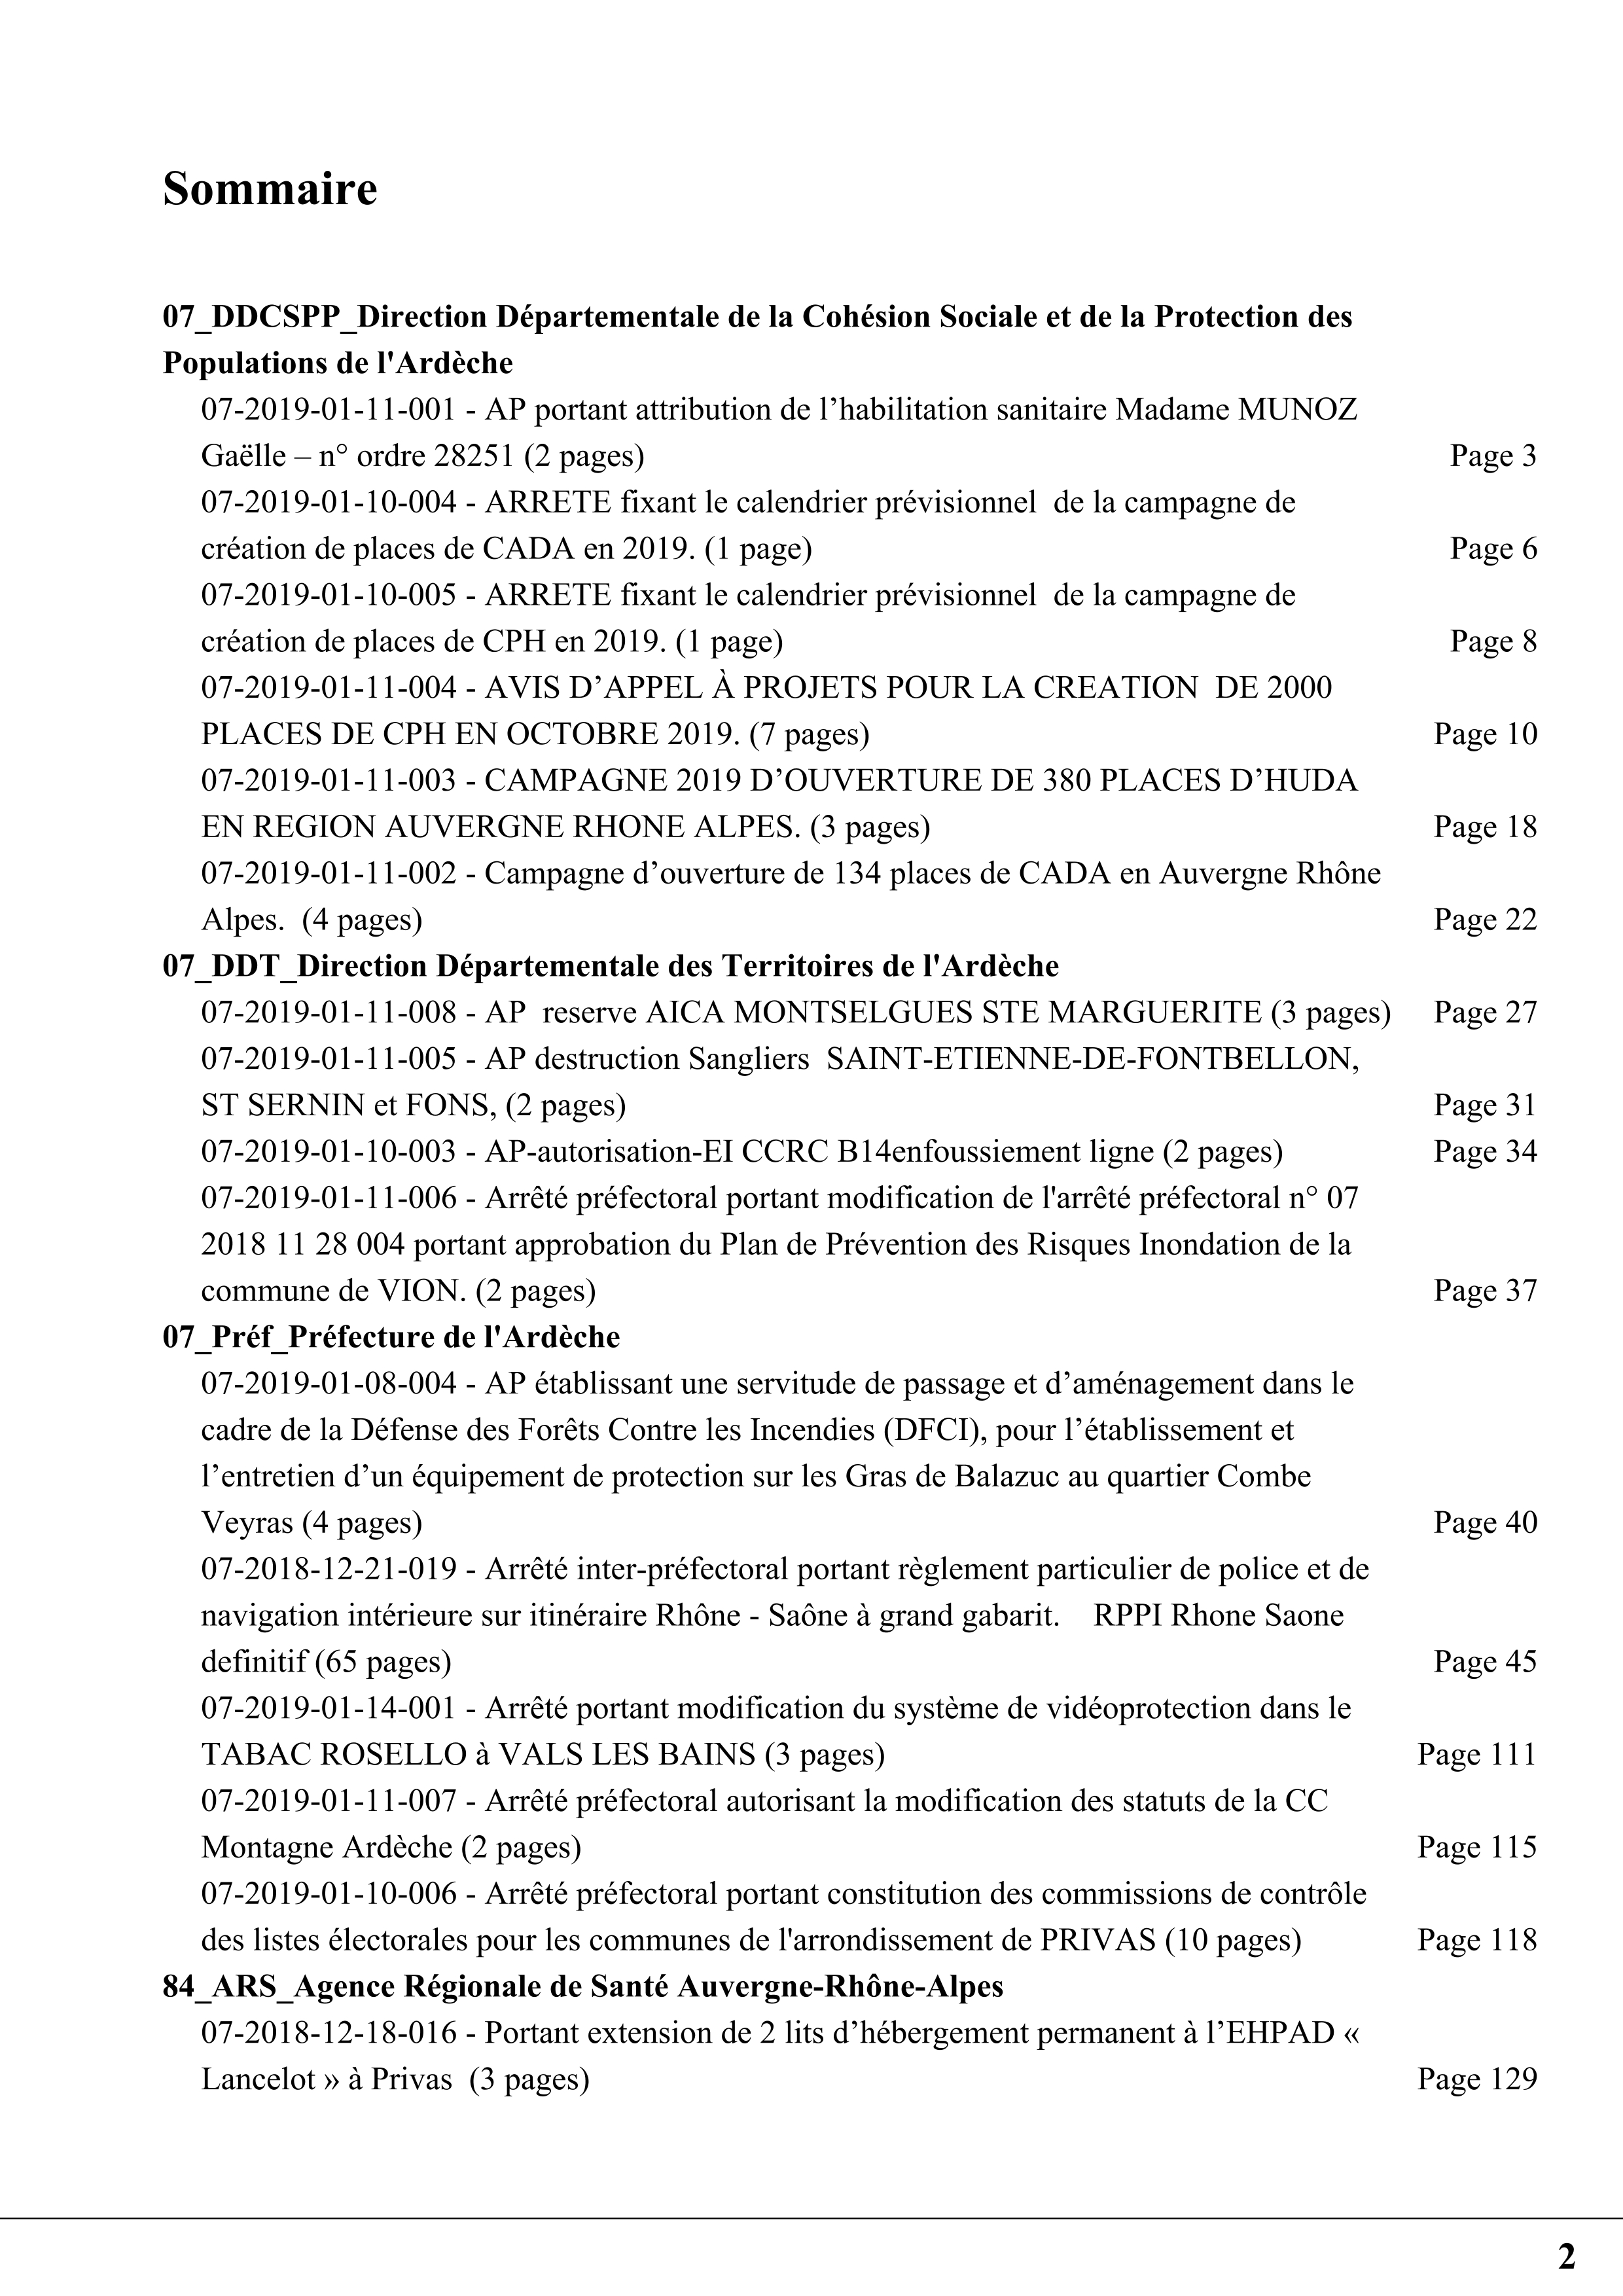 Sommaire
07_DDCSPP_Direction Départementale de la Cohésion Sociale et de la Protection des
Populations de l'Ardèche
07-2019-01-11-001 - AP portant attribution de l’habilitation sanitaire Madame MUNOZ
Gaëlle – n° ordre 28251 (2 pages) Page 3
07-2019-01-10-004 - ARRETE fixant le calendrier prévisionnel  de la campagne de
création de places de CADA en 2019. (1 page) Page 6
07-2019-01-10-005 - ARRETE fixant le calendrier prévisionnel  de la campagne de
création de places de CPH en 2019. (1 page) Page 8
07-2019-01-11-004 - AVIS D’APPEL À PROJETS POUR LA CREATION  DE 2000
PLACES DE CPH EN OCTOBRE 2019. (7 pages) Page 10
07-2019-01-11-003 - CAMPAGNE 2019 D’OUVERTURE DE 380 PLACES D’HUDA
EN REGION AUVERGNE RHONE ALPES. (3 pages) Page 18
07-2019-01-11-002 - Campagne d’ouverture de 134 places de CADA en Auvergne Rhône
Alpes.  (4 pages) Page 22
07_DDT_Direction Départementale des Territoires de l'Ardèche
07-2019-01-11-008 - AP  reserve AICA MONTSELGUES STE MARGUERITE (3 pages) Page 27
07-2019-01-11-005 - AP destruction Sangliers  SAINT-ETIENNE-DE-FONTBELLON,
ST SERNIN et FONS, (2 pages) Page 31
07-2019-01-10-003 - AP-autorisation-EI CCRC B14enfoussiement ligne (2 pages) Page 34
07-2019-01-11-006 - Arrêté préfectoral portant modification de l'arrêté préfectoral n° 07
2018 11 28 004 portant approbation du Plan de Prévention des Risques Inondation de la
commune de VION. (2 pages) Page 37
07_Préf_Préfecture de l'Ardèche
07-2019-01-08-004 - AP établissant une servitude de passage et d’aménagement dans le
cadre de la Défense des Forêts Contre les Incendies (DFCI), pour l’établissement et
l’entretien d’un équipement de protection sur les Gras de Balazuc au quartier Combe
Veyras (4 pages) Page 40
07-2018-12-21-019 - Arrêté inter-préfectoral portant règlement particulier de police et de
navigation intérieure sur itinéraire Rhône - Saône à grand gabarit.    RPPI Rhone Saone
definitif (65 pages) Page 45
07-2019-01-14-001 - Arrêté portant modification du système de vidéoprotection dans le
TABAC ROSELLO à VALS LES BAINS (3 pages) Page 111
07-2019-01-11-007 - Arrêté préfectoral autorisant la modification des statuts de la CC
Montagne Ardèche (2 pages) Page 115
07-2019-01-10-006 - Arrêté préfectoral portant constitution des commissions de contrôle
des listes électorales pour les communes de l'arrondissement de PRIVAS (10 pages) Page 118
84_ARS_Agence Régionale de Santé Auvergne-Rhône-Alpes
07-2018-12-18-016 - Portant extension de 2 lits d’hébergement permanent à l’EHPAD «
Lancelot » à Privas  (3 pages) Page 129
2